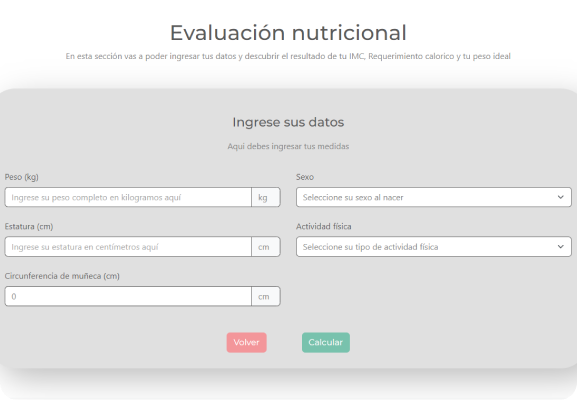 Evaluación nutricional
En esta sección vas a poder ingresar tus datos y descubrir el resultado de tu IMC, Requerimiento calorico y tu peso ideal
Ingrese sus datos
Aquí debes ingresar tus medidas
Peso (kg)
Ingrese su peso completo en kilogramos aquí kg
Sexo
Seleccione su sexo al nacer
Estatura (cm)
Ingrese su estatura en centímetros aquí cm
Actividad física
Seleccione su tipo de actividad física
Circunferencia de muñeca (cm)
0 cm
Volver
Calcular